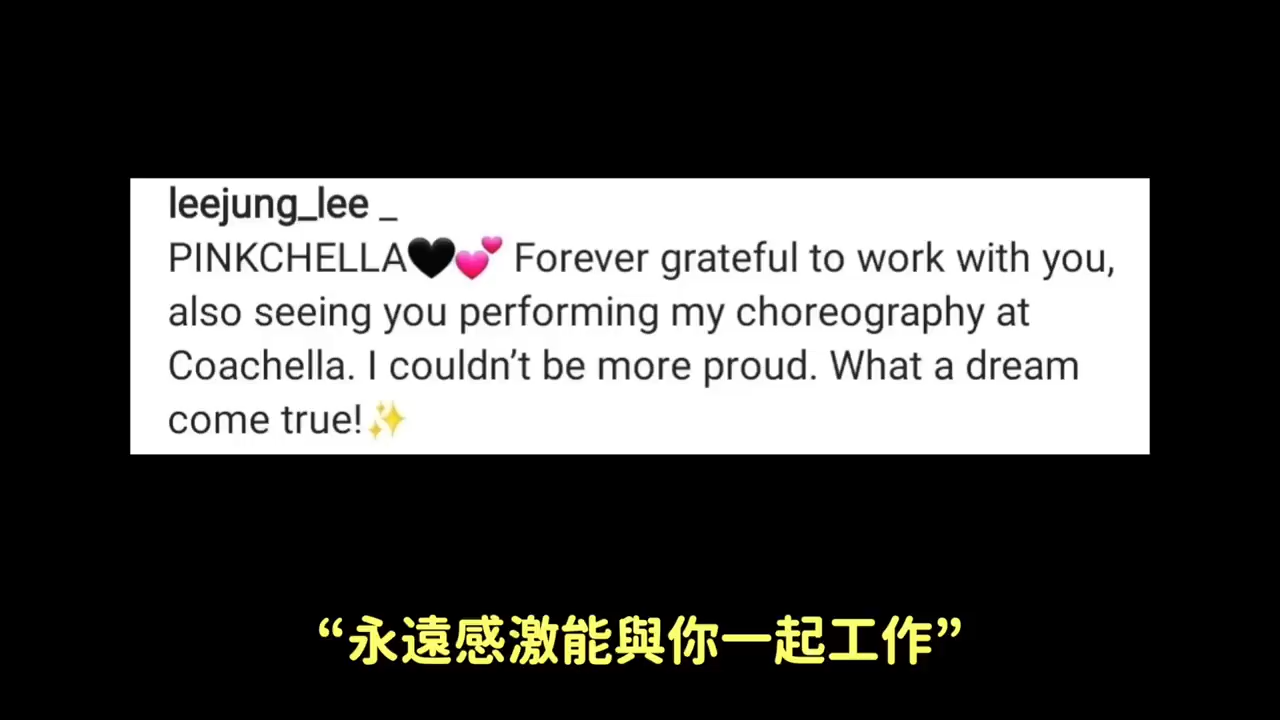 leejung_lee _
PINKCHELLA🖤💕 Forever grateful to work with you,
also seeing you performing my choreography at
Coachella. I couldn’t be more proud. What a dream
come true!✨
“永遠感激能與你一起工作”